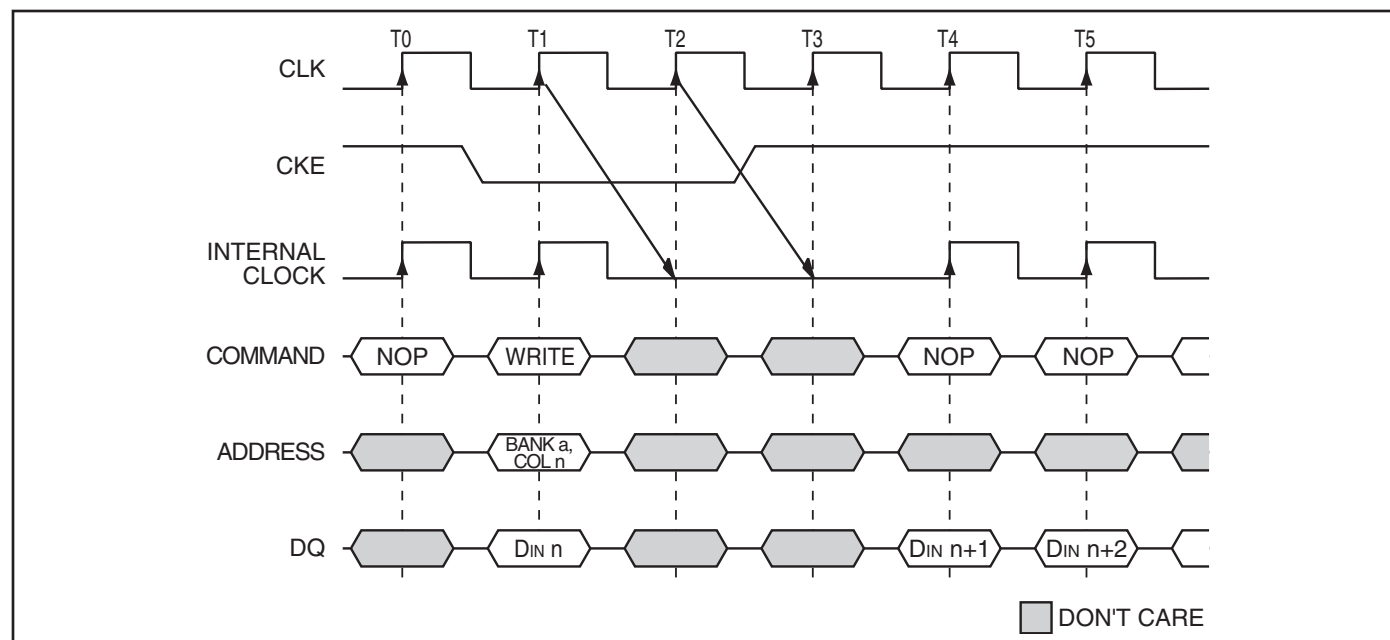 T0 T1 T2 T3 T4 T5
CLK
CKE
INTERNAL
CLOCK
COMMAND NOP WRITE NOP NOP
ADDRESS BANK a,
COL n
DQ DIN n DIN n+1 DIN n+2
DON'T CARE